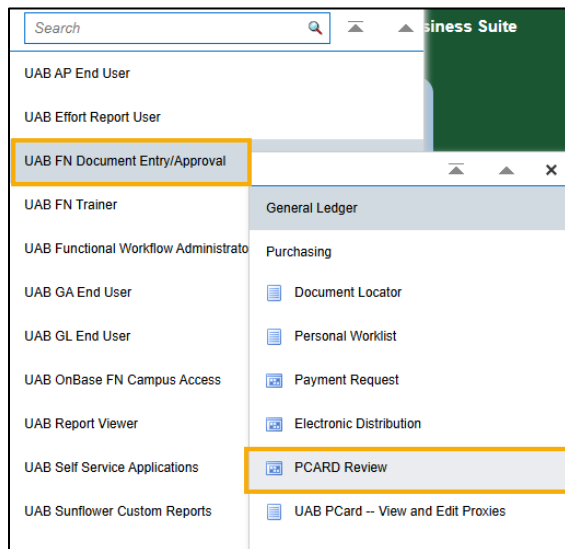 Search
siness Suite
UAB AP End User
UAB Effort Report User
UAB FN Document Entry/Approval
UAB FN Trainer
General Ledger
UAB Functional Workflow Administrato
Purchasing
UAB GA End User
Document Locator
UAB GL End User
Personal Worklist
UAB OnBase FN Campus Access
Payment Request
UAB Report Viewer
Electronic Distribution
UAB Self Service Applications
PCARD Review
UAB Sunflower Custom Reports
UAB PCard -- View and Edit Proxies